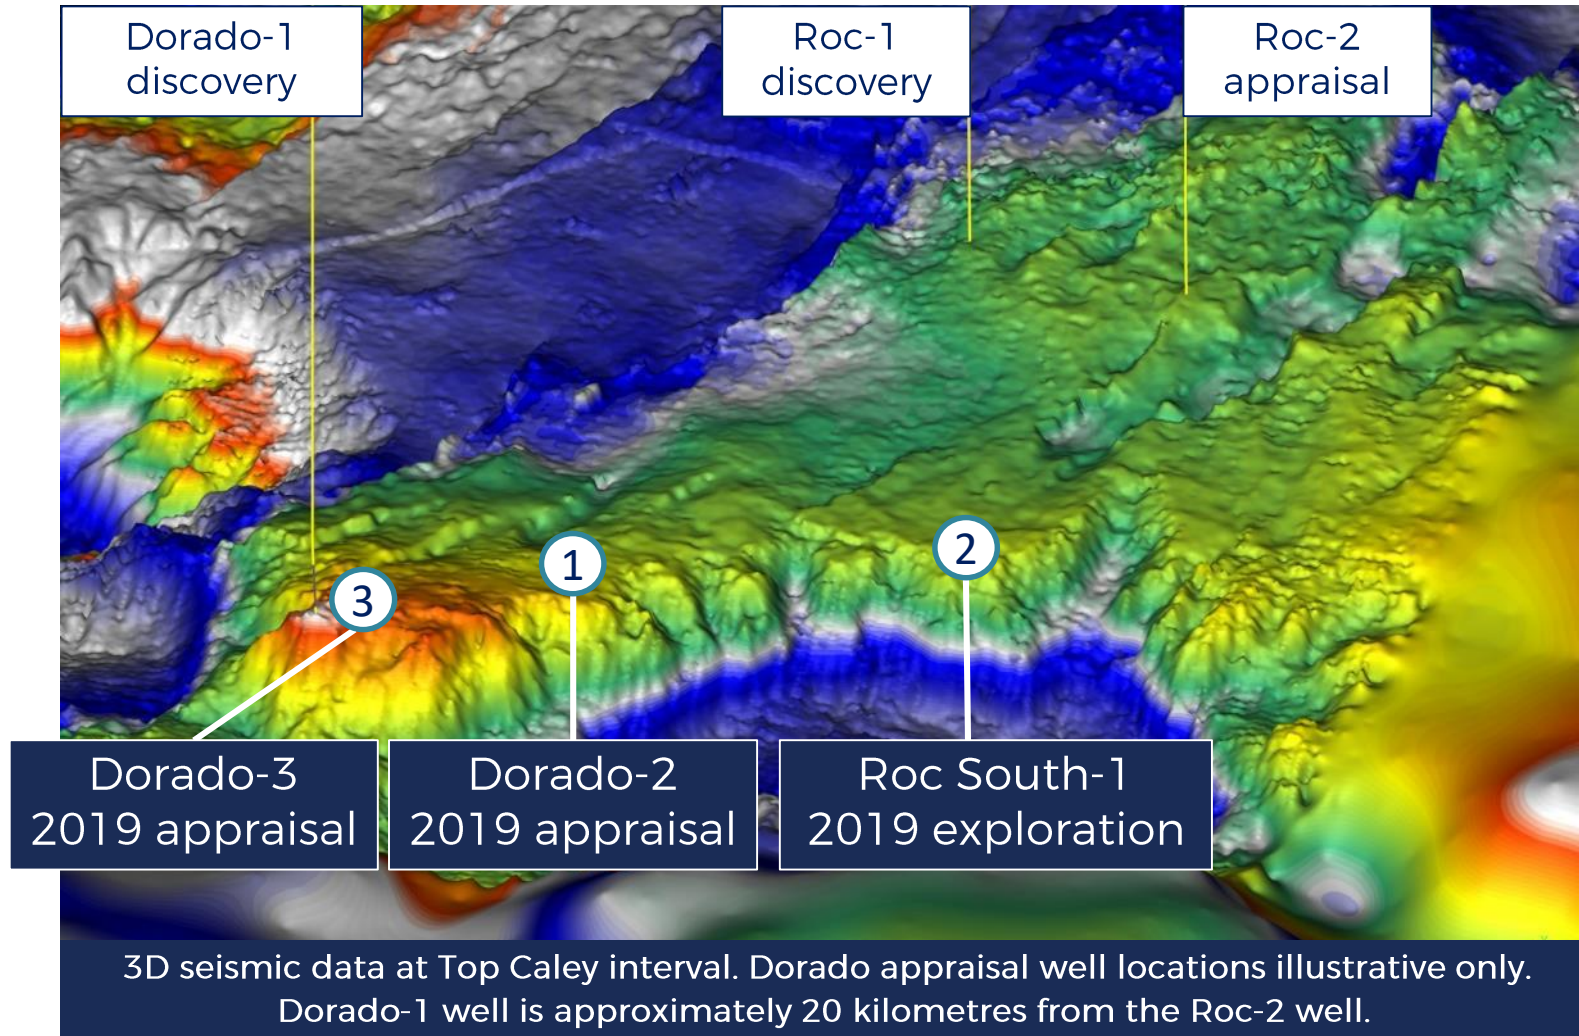 Dorado-1
discovery
Roc-1
discovery
Roc-2
appraisal
1
2
3
Dorado-3
2019 appraisal
Dorado-2
2019 appraisal
Roc South-1
2019 exploration
3D seismic data at Top Caley interval. Dorado appraisal well locations illustrative only.
Dorado-1 well is approximately 20 kilometres from the Roc-2 well.